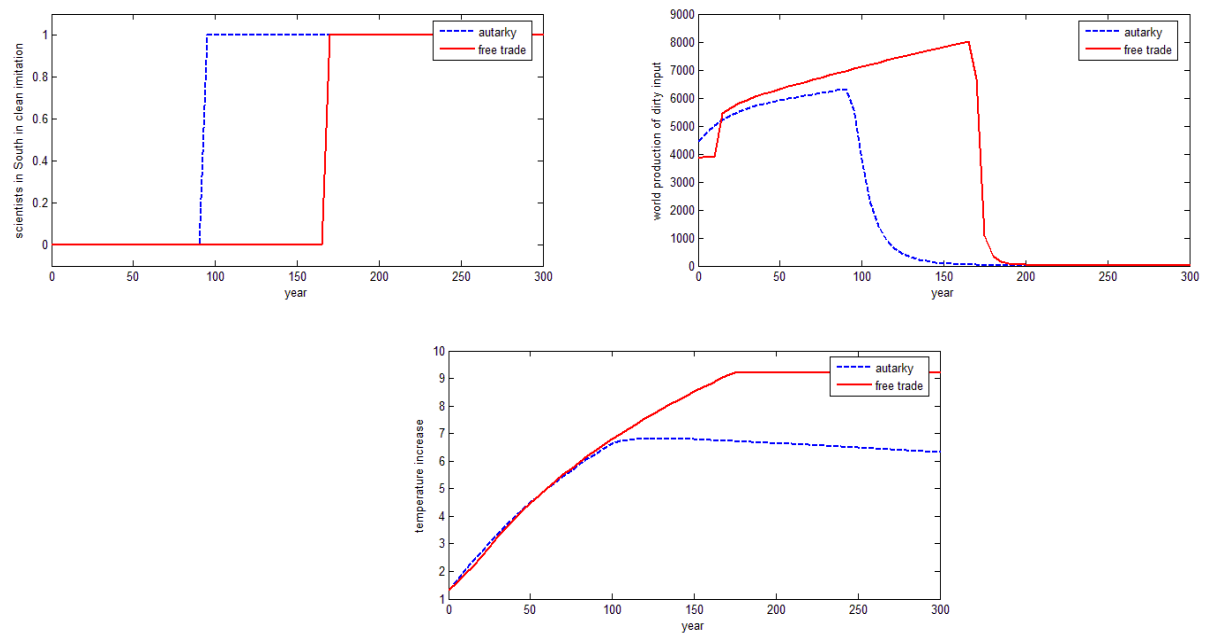 scientists in South in clean imitation
1
0.8
0.6
0.4
0.2
0
0 50 100 150 200 250 300
year
autarky
free trade
world production of dirty input
9000
8000
7000
6000
5000
4000
3000
2000
1000
0
0 50 100 150 200 250 300
year
autarky
free trade
temperature increase
10
9
8
7
6
5
4
3
2
1
0 50 100 150 200 250 300
year
autarky
free trade